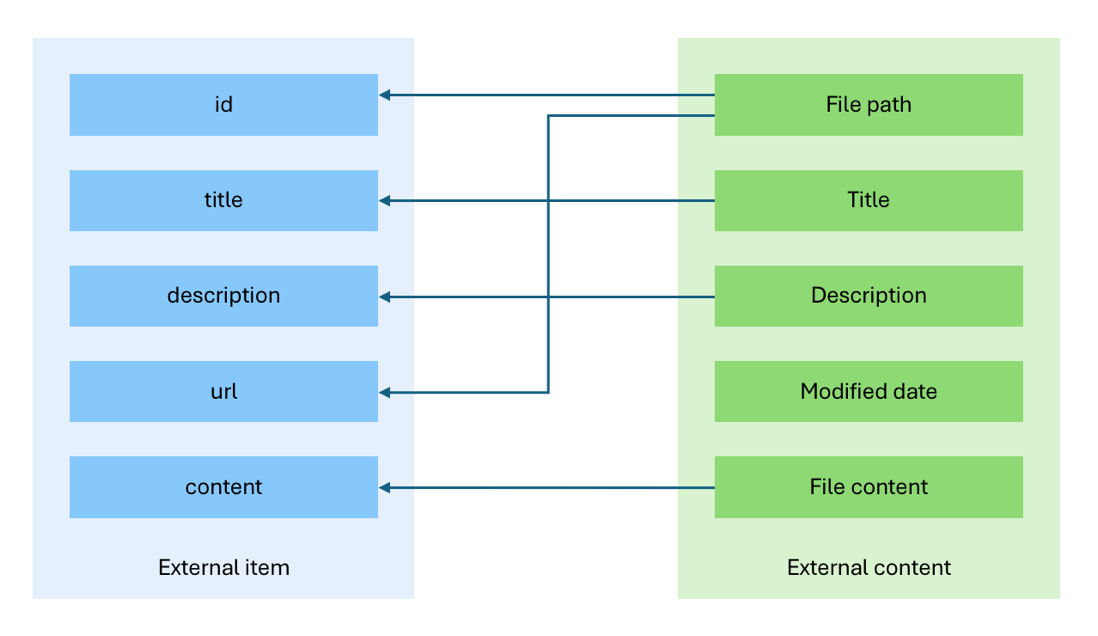 id
title
description
url
content
External item
File path
Title
Description
Modified date
File content
External content